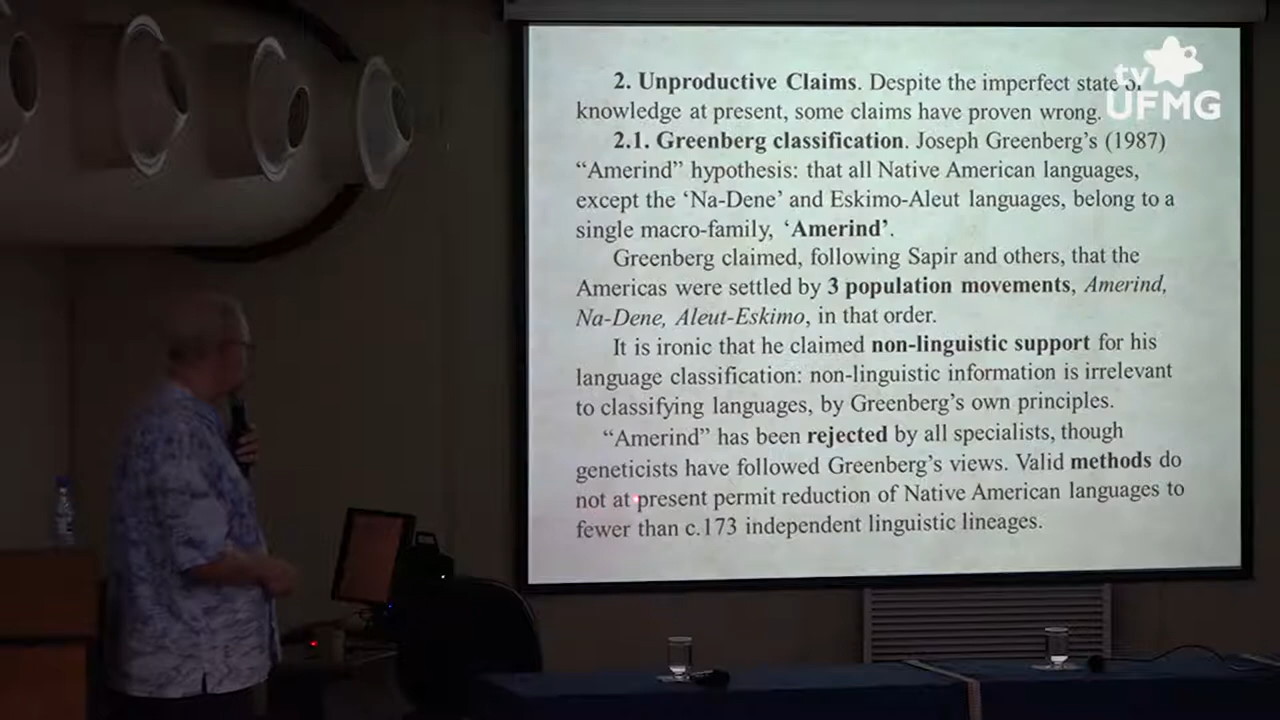 2. Unproductive Claims. Despite the imperfect state of
knowledge at present, some claims have proven wrong.
2.1. Greenberg classification. Joseph Greenberg’s (1987)
“Amerind” hypothesis: that all Native American languages,
except the ‘Na-Dene’ and Eskimo-Aleut languages, belong to a
single macro-family, ‘Amerind’.
Greenberg claimed, following Sapir and others, that the
Americas were settled by 3 population movements, Amerind,
Na-Dene, Aleut-Eskimo, in that order.
It is ironic that he claimed non-linguistic support for his
language classification: non-linguistic information is irrelevant
to classifying languages, by Greenberg’s own principles.
“Amerind” has been rejected by all specialists, though
geneticists have followed Greenberg’s views. Valid methods do
not at present permit reduction of Native American languages to
fewer than c.173 independent linguistic lineages.
tv
UFMG